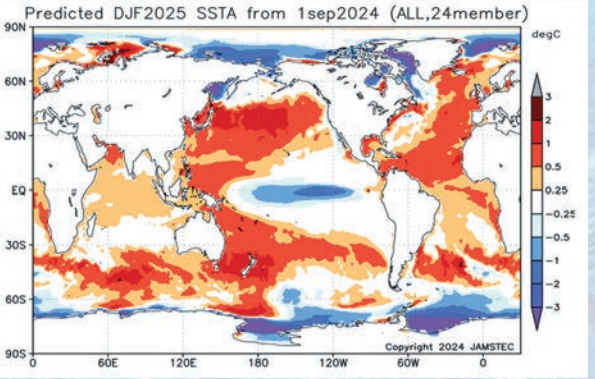 Predicted DJF2025 SSTA from 1sep2024 (ALL,24member)
degC
90N
60N
30N
EQ
30S
60S
90S
3
2
1
0.5
0.25
-0.25
-0.5
-1
-2
-3
Copyright 2024 JAMSTEC
0 60E 120E 180 120W 60W 0